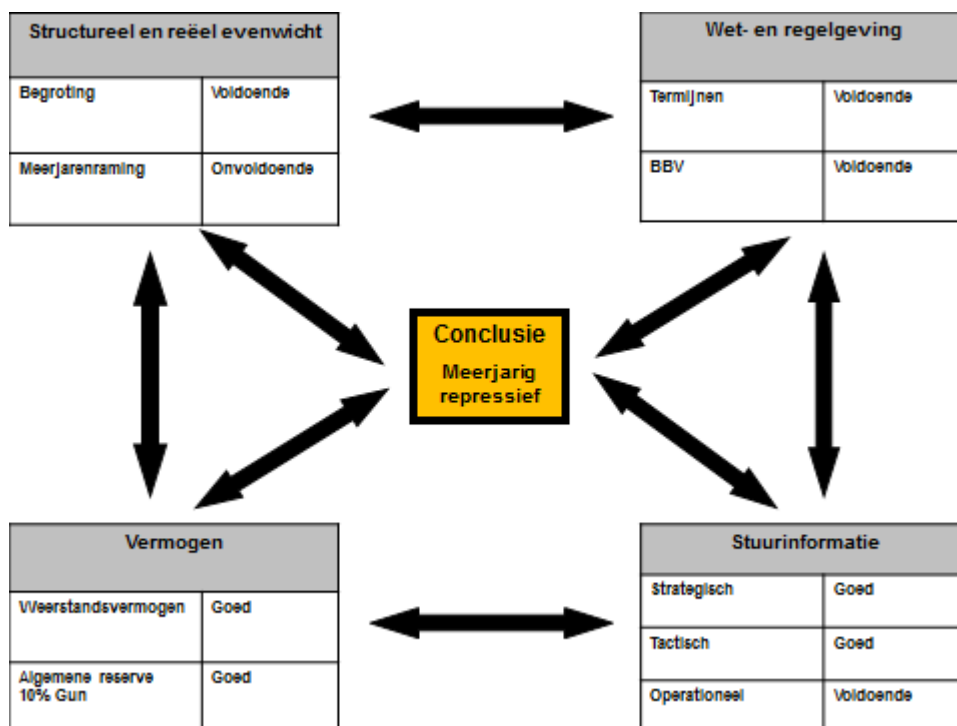 Structureel en reëel evenwicht
Begroting Voldoende
Meerjarenraming Onvoldoende
Wet- en regelgeving
Termijnen Voldoende
BBV Voldoende
Conclusie
Meerjarig
repressief
Vermogen
Weerstandsvermogen Goed
Algemene reserve Goed
10% Gun
Stuurinformatie
Strategisch Goed
Tactisch Goed
Operationeel Voldoende